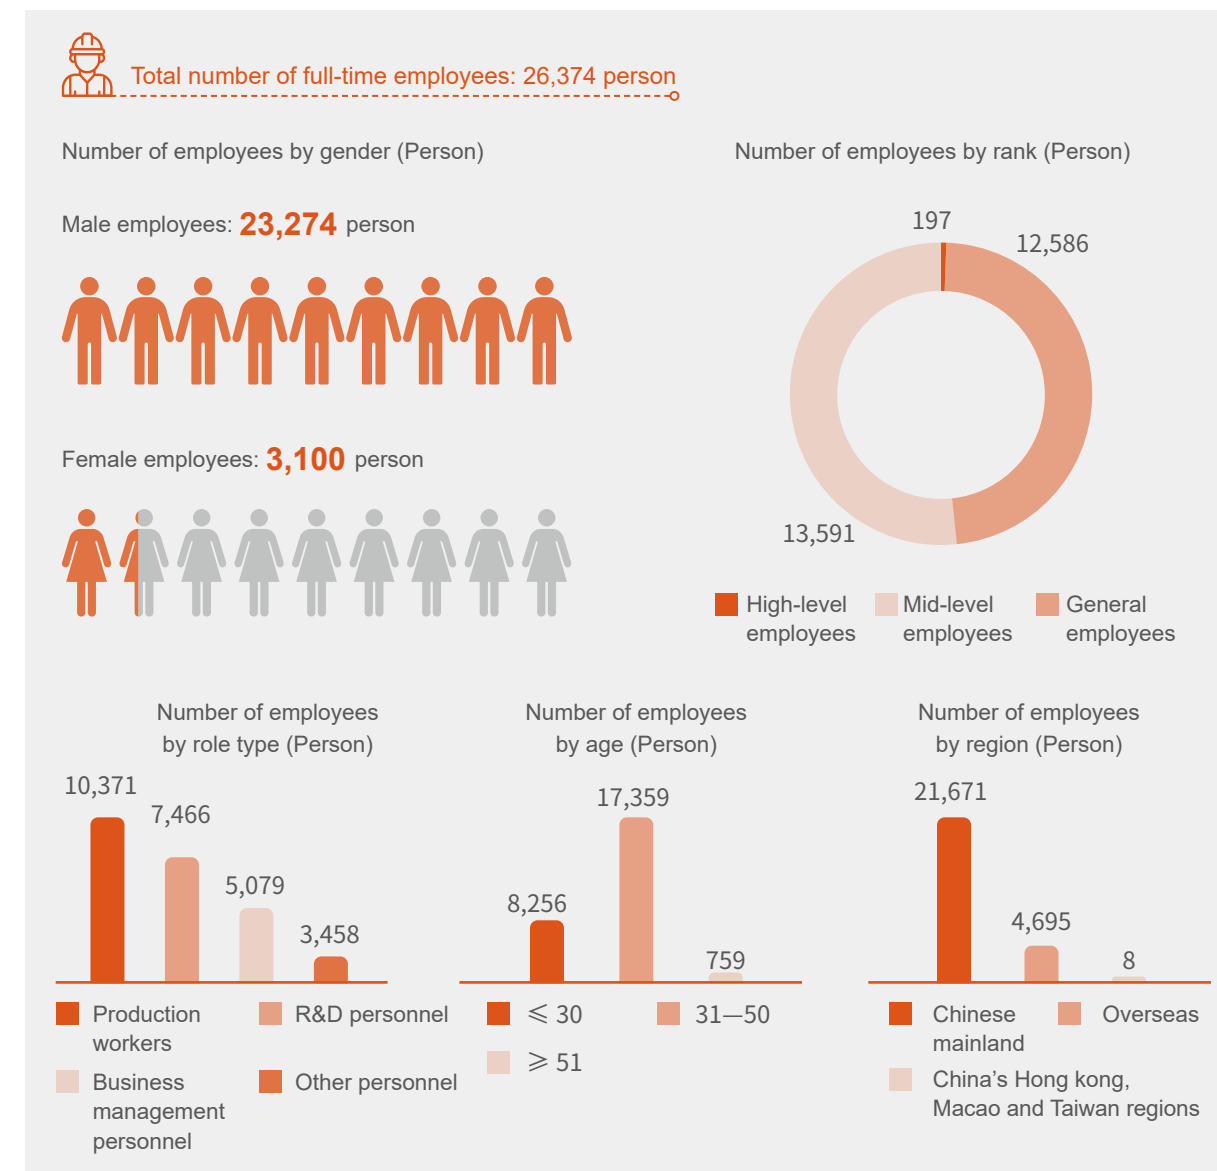 Total number of full-time employees: 26,374 person
Number of employees by gender (Person)
Male employees: 23,274 person
Female employees: 3,100 person
Number of employees by rank (Person)
197
12,586
13,591
High-level
employees
Mid-level
employees
General
employees
Number of employees
by role type (Person)
10,371
7,466
5,079
3,458
Production
workers
R&D personnel
Business
management
personnel
Other personnel
Number of employees
by age (Person)
8,256
17,359
759
⩽ 30
31—50
⩾ 51
Number of employees
by region (Person)
21,671
4,695
8
Chinese
mainland
Overseas
China’s Hong kong,
Macao and Taiwan regions